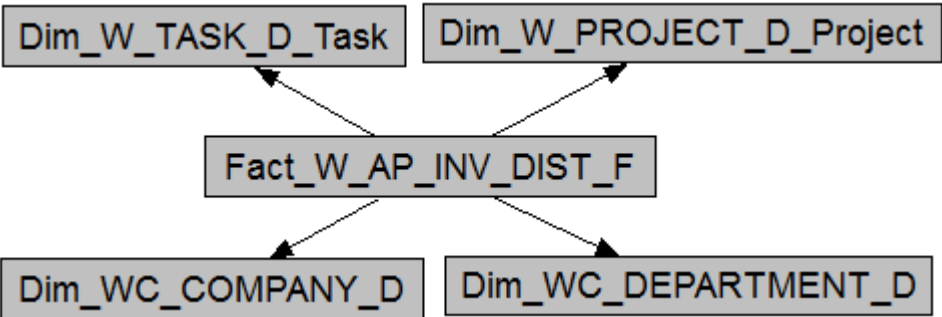 Dim_W_TASK_D_Task
Dim_W_PROJECT_D_Project
Fact_W_AP_INV_DIST_F
Dim_WC_COMPANY_D
Dim_WC_DEPARTMENT_D